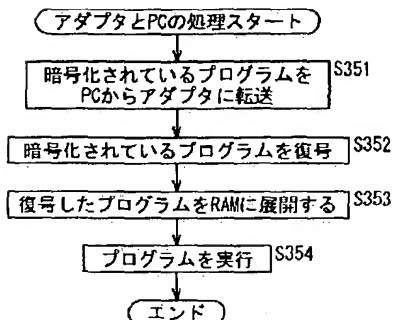 アダプタとPCの処理スタート
暗号化されているプログラムを
PCからアダプタに転送
S351
暗号化されているプログラムを復号
S352
復号したプログラムをRAMに展開する
S353
プログラムを実行
S354
エンド